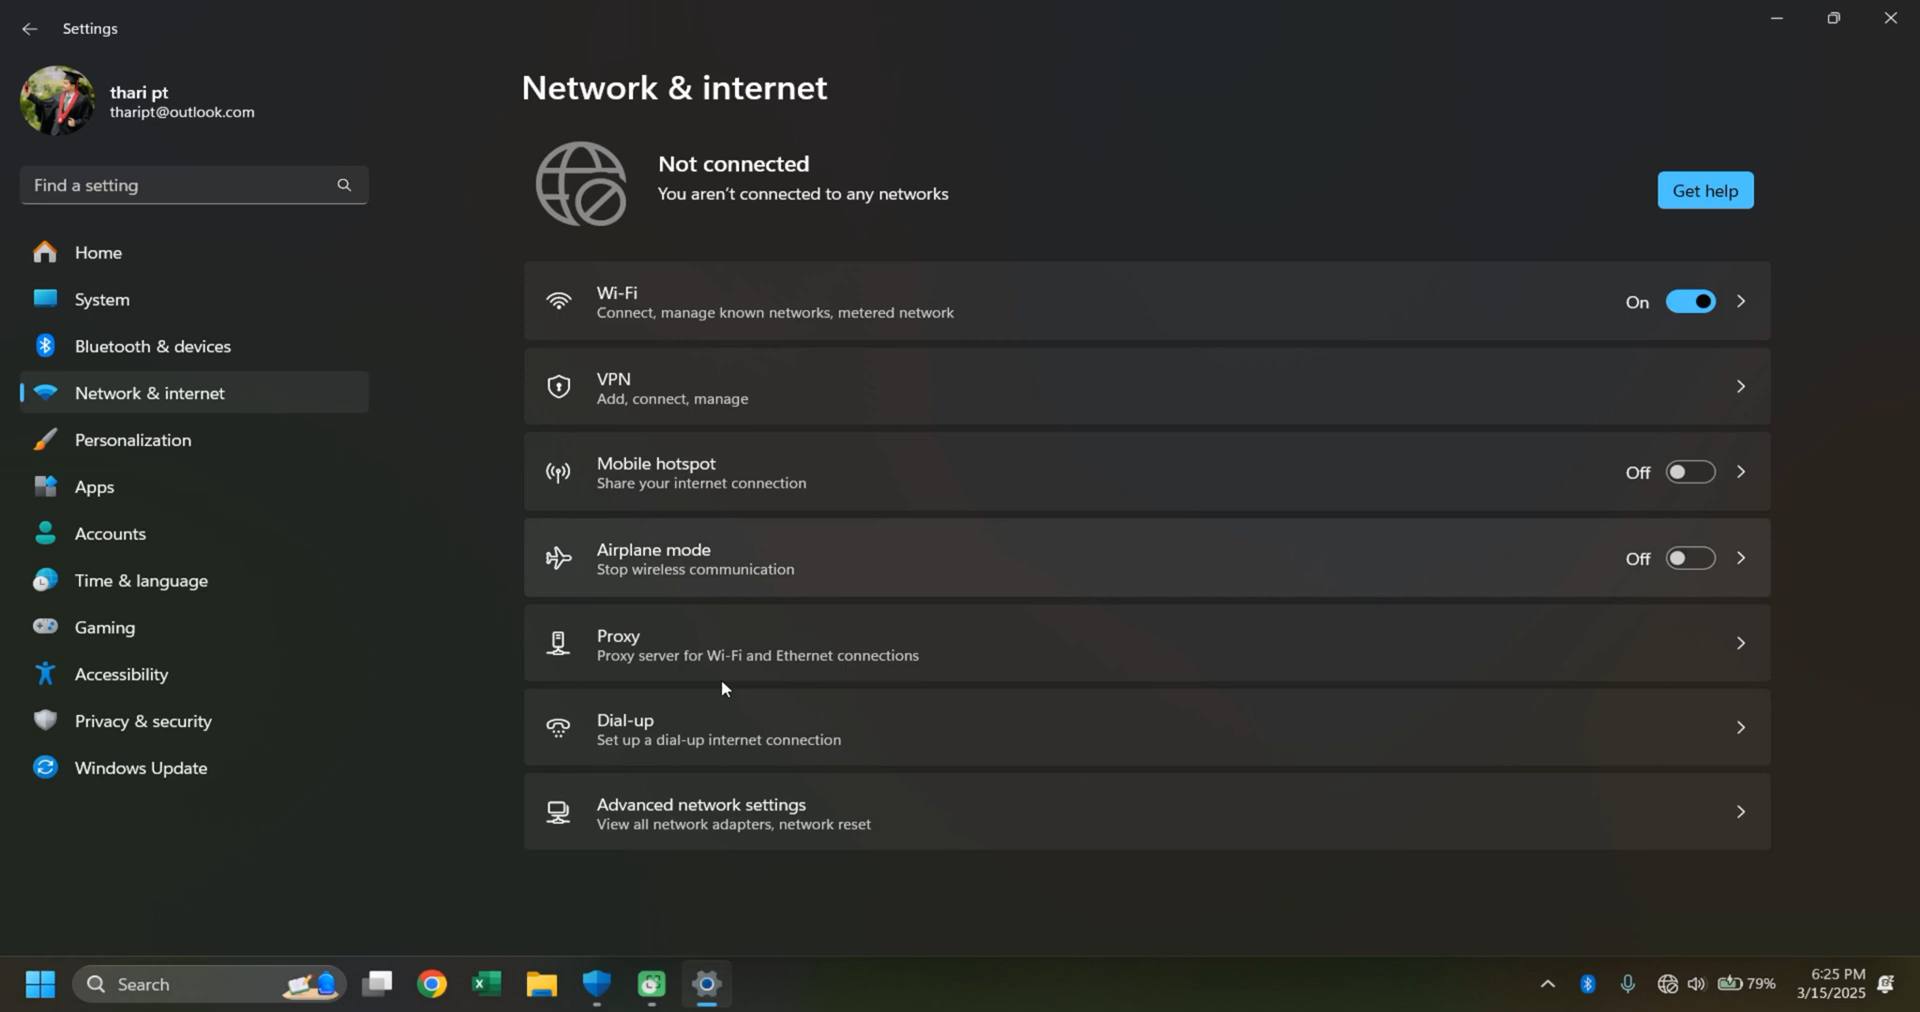 Settings
thari pt
thaript@outlook.com
Find a setting
Home
System
Bluetooth & devices
Network & internet
Personalization
Apps
Accounts
Time & language
Gaming
Accessibility
Privacy & security
Windows Update
Network & internet
Not connected
You aren't connected to any networks
Get help
Wi-Fi
Connect, manage known networks, metered network
On
VPN
Add, connect, manage
Mobile hotspot
Share your internet connection
Off
Airplane mode
Stop wireless communication
Off
Proxy
Proxy server for Wi-Fi and Ethernet connections
Dial-up
Set up a dial-up internet connection
Advanced network settings
View all network adapters, network reset
Search
79%
6:25 PM
3/15/2025